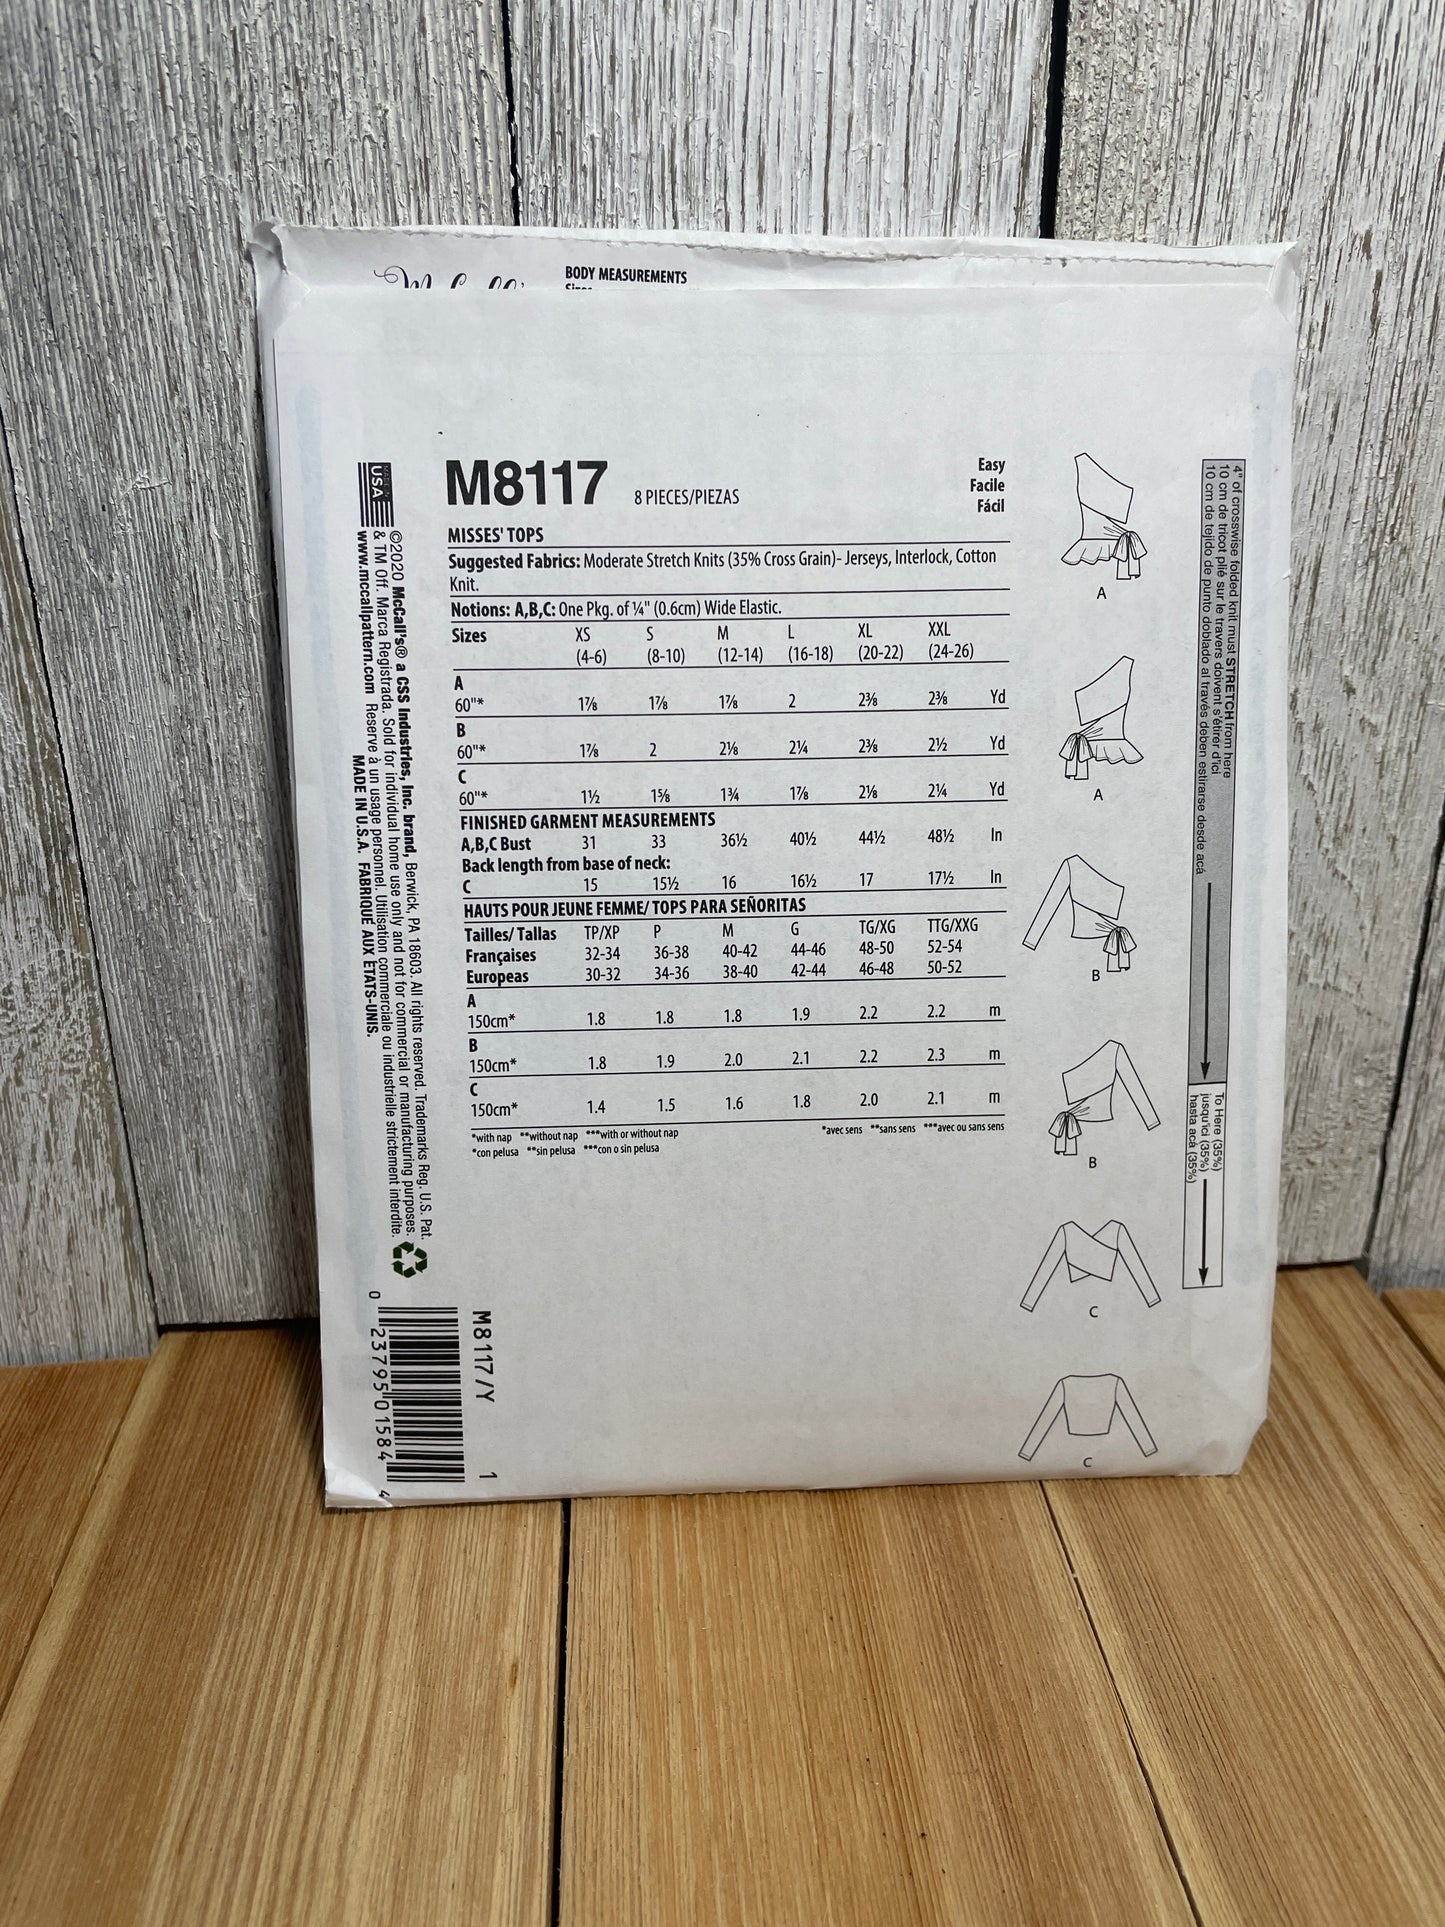 McCall's
BODY MEASUREMENTS
Sizes
M8117 8 PIECES/PIEZAS
Easy
Facile
Fácil
MISSES' TOPS
Suggested Fabrics: Moderate Stretch Knits (35% Cross Grain)- Jerseys, Interlock, Cotton
Knit.
Notions: A,B,C: One Pkg. of ¼" (0.6cm) Wide Elastic.
Sizes XS S M L XL XXL
(4-6) (8-10) (12-14) (16-18) (20-22) (24-26)
A
60"* 1⅞ 1⅞ 1⅞ 2 2⅜ 2⅜ Yd
B
60"* 1⅞ 2 2⅛ 2¼ 2⅜ 2½ Yd
C
60"* 1½ 1⅝ 1¾ 1⅞ 2⅛ 2¼ Yd
FINISHED GARMENT MEASUREMENTS
A,B,C Bust 31 33 36½ 40½ 44½ 48½ In
Back length from base of neck:
C 15 15½ 16 16½ 17 17½ In
HAUTS POUR JEUNE FEMME/ TOPS PARA SEÑORITAS
Tailles/ Tallas TP/XP P M G TG/XG TTG/XXG
Françaises 32-34 36-38 40-42 44-46 48-50 52-54
Europeas 30-32 34-36 38-40 42-44 46-48 50-52
A
150cm* 1.8 1.8 1.8 1.9 2.2 2.2 m
B
150cm* 1.8 1.9 2.0 2.1 2.2 2.3 m
C
150cm* 1.4 1.5 1.6 1.8 2.0 2.1 m
*with nap **without nap ***with or without nap *avec sens **sans sens ***avec ou sans sens
*con pelusa **sin pelusa ***con o sin pelusa
A
A
B
B
C
C
4" of crosswise folded knit must STRETCH from here
10 cm de tricot plié sur le travers doivent s'étirer d'ici
10 cm de tejido de punto doblado al través deben estirarse desde acá
To Here (35%)
jusqu'ici (35%)
hasta acá (35%)
MADE IN
USA
©2020 McCall's® a CSS Industries, Inc. brand, Berwick, PA 18603. All rights reserved. Trademarks Reg. U.S. Pat.
& TM Off. Marca Registrada. Sold for individual home use only and not for commercial or manufacturing purposes.
www.mccallpattern.com Reserve à un usage personnel. Utilisation commerciale ou industrielle strictement interdite.
MADE IN U.S.A. FABRIQUÉ AUX ÉTATS-UNIS.
M8117/Y 1
0 23795 01584 4